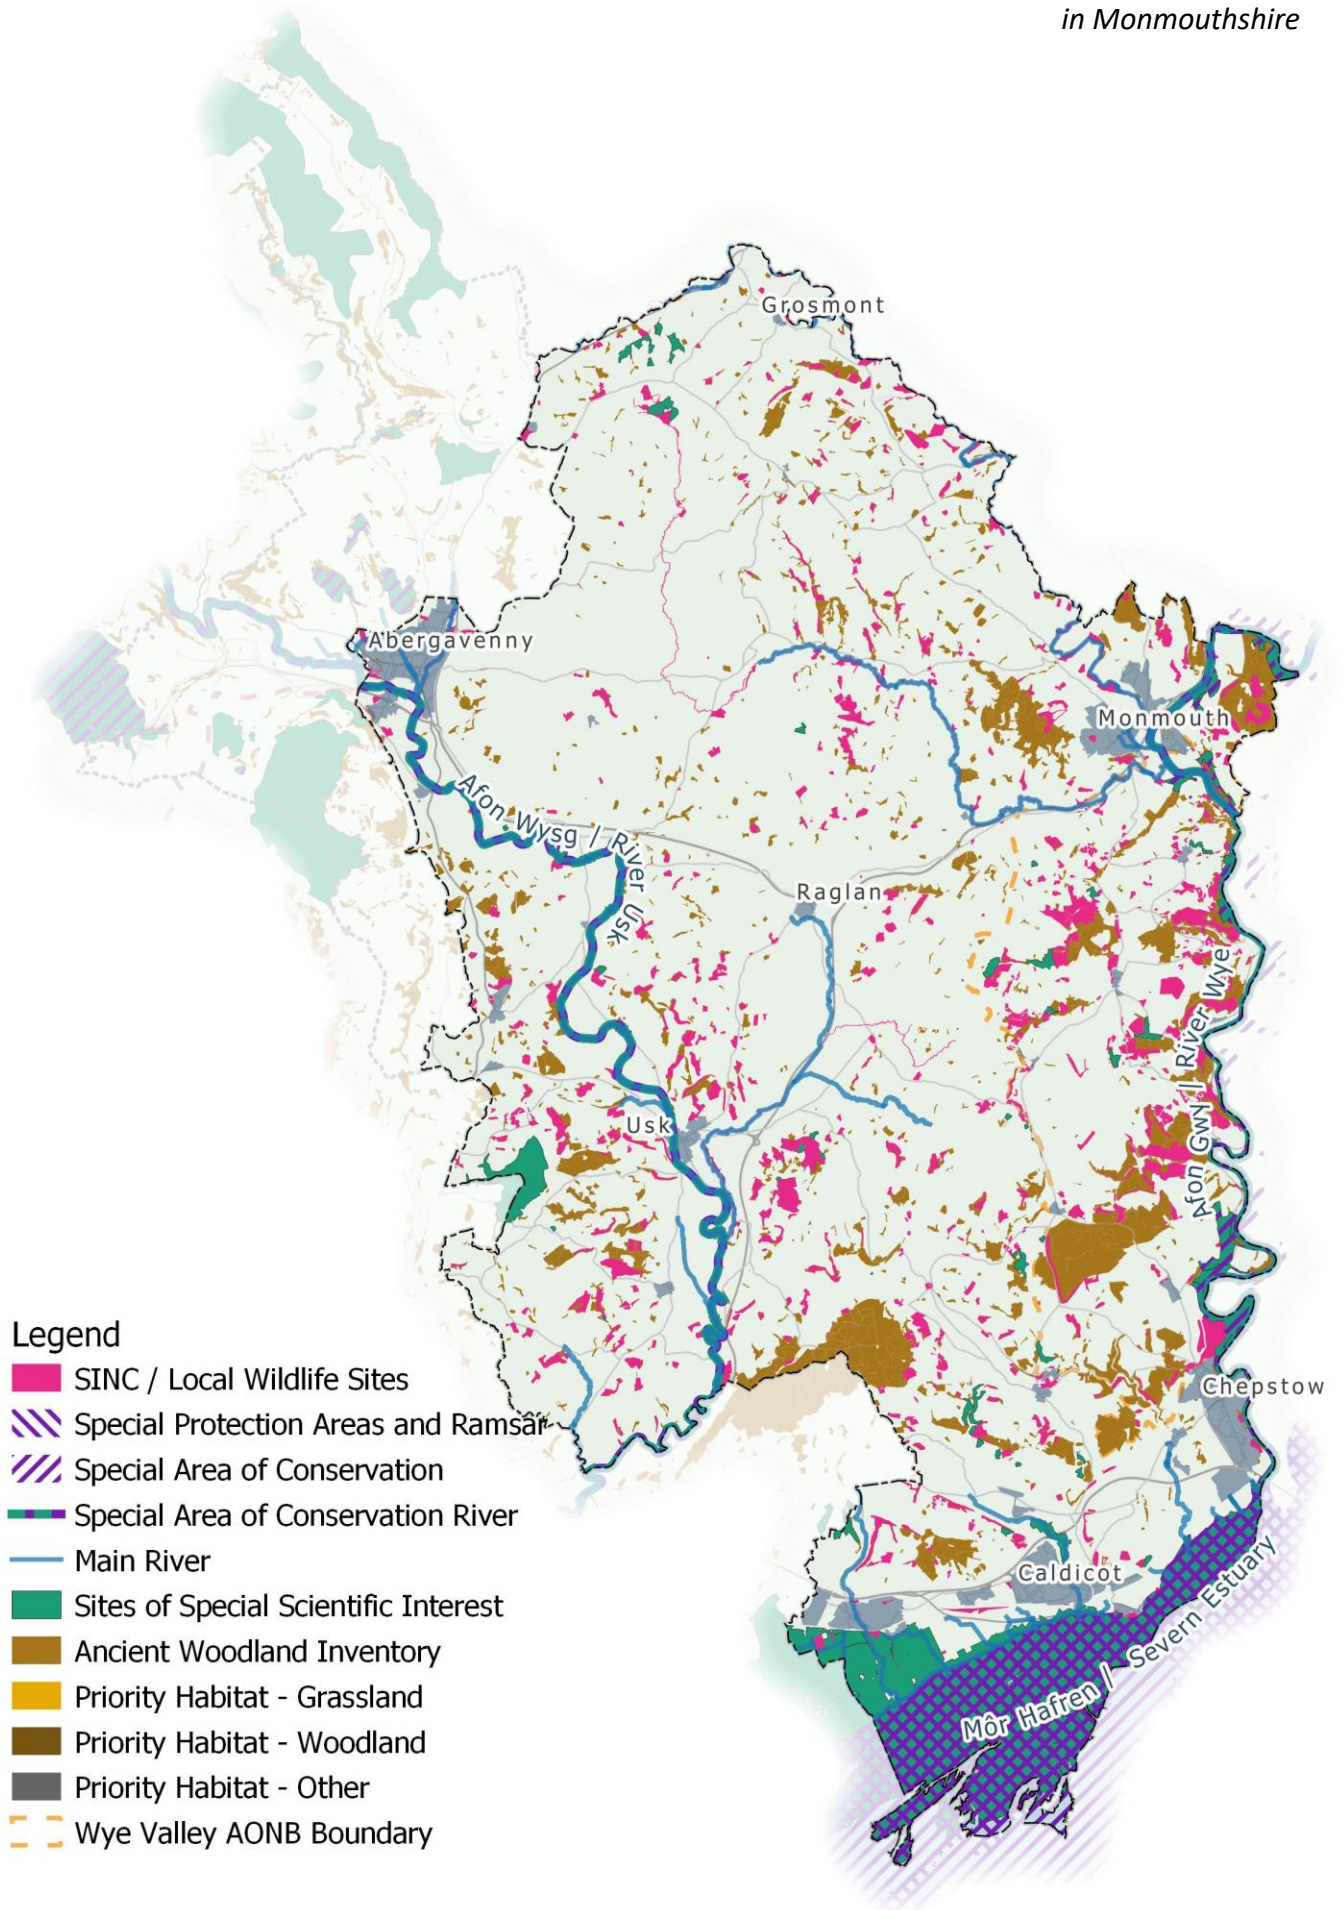 in Monmouthshire
Grosmont
Abergavenny
Monmouth
Afon Wysg / River Usk
Raglan
Afon GwY / River Wye
Usk
Chepstow
Caldicot
Môr Hafren / Severn Estuary
Legend
SINC / Local Wildlife Sites
Special Protection Areas and Ramsar
Special Area of Conservation
Special Area of Conservation River
Main River
Sites of Special Scientific Interest
Ancient Woodland Inventory
Priority Habitat - Grassland
Priority Habitat - Woodland
Priority Habitat - Other
Wye Valley AONB Boundary